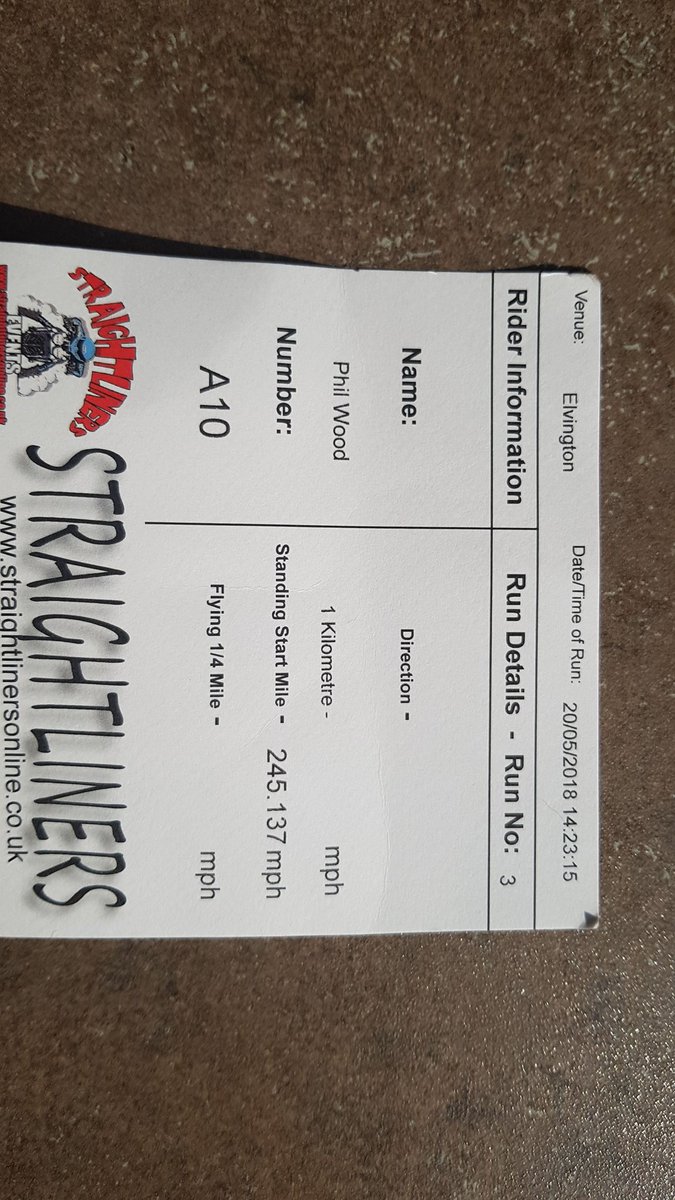 Venue: Elvington Date/Time of Run: 20/05/2018 14:23:15
Rider Information Run Details - Run No: 3
Name: Direction -
Phil Wood 1 Kilometre - mph
Number: Standing Start Mile - 245.137 mph
A10 Flying 1/4 Mile - mph
STRAIGHTLINERS
EVENTS
STRAIGHTLINERS
www.straightlinersonline.co.uk